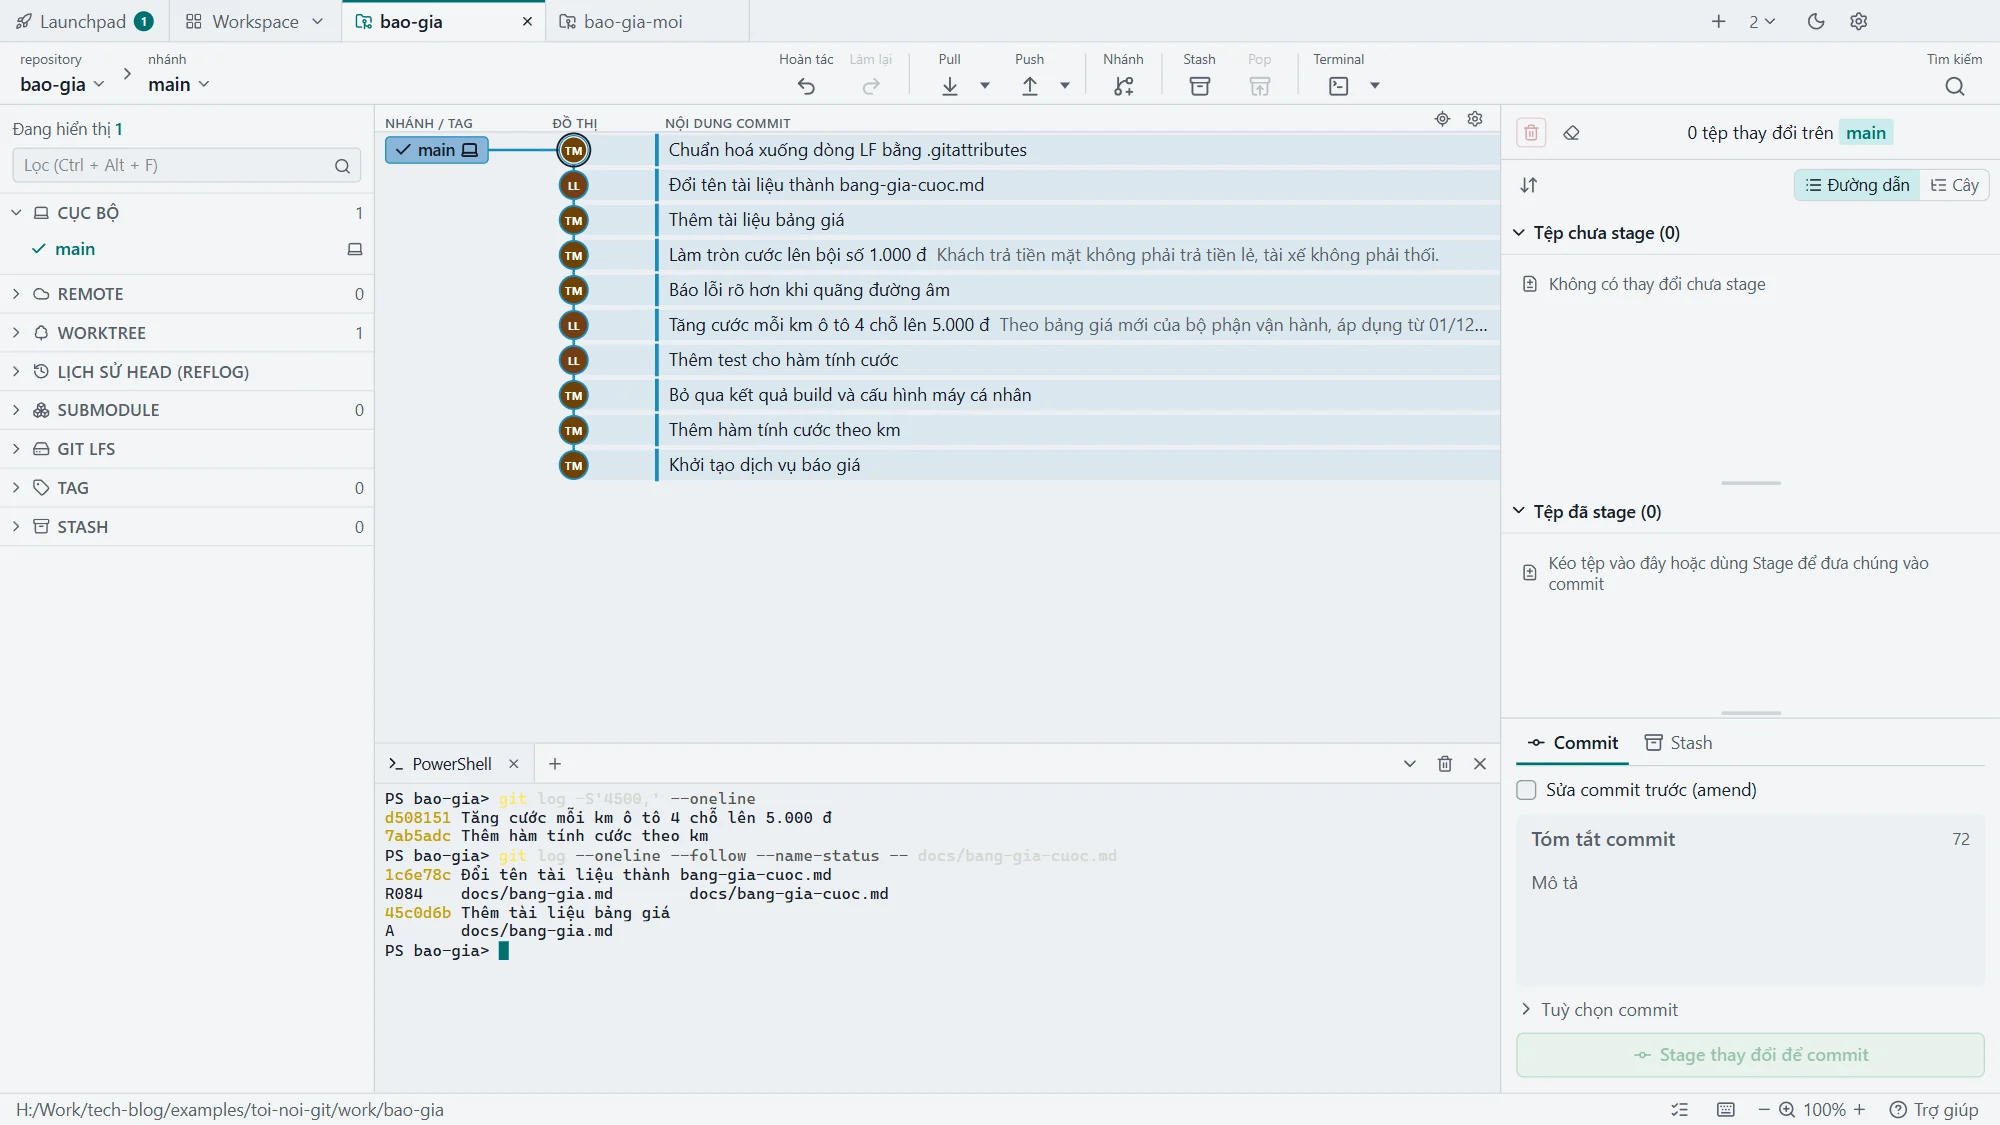 Launchpad 1 Workspace bao-gia bao-gia-moi 2
repository nhánh
bao-gia main
Hoàn tác Làm lại Pull Push Nhánh Stash Pop Terminal Tìm kiếm
Đang hiển thị 1
Lọc (Ctrl + Alt + F)
CỤC BỘ 1
main
REMOTE 0
WORKTREE 1
LỊCH SỬ HEAD (REFLOG)
SUBMODULE 0
GIT LFS
TAG 0
STASH 0
NHÁNH / TAG ĐỒ THỊ NỘI DUNG COMMIT
main TM Chuẩn hoá xuống dòng LF bằng .gitattributes
LL Đổi tên tài liệu thành bang-gia-cuoc.md
TM Thêm tài liệu bảng giá
TM Làm tròn cước lên bội số 1.000 đ Khách trả tiền mặt không phải trả tiền lẻ, tài xế không phải thối.
TM Báo lỗi rõ hơn khi quãng đường âm
LL Tăng cước mỗi km ô tô 4 chỗ lên 5.000 đ Theo bảng giá mới của bộ phận vận hành, áp dụng từ 01/12...
LL Thêm test cho hàm tính cước
TM Bỏ qua kết quả build và cấu hình máy cá nhân
TM Thêm hàm tính cước theo km
TM Khởi tạo dịch vụ báo giá
PowerShell
PS bao-gia> git log -S'4500,' --oneline
d508151 Tăng cước mỗi km ô tô 4 chỗ lên 5.000 đ
7ab5adc Thêm hàm tính cước theo km
PS bao-gia> git log --oneline --follow --name-status -- docs/bang-gia-cuoc.md
1c6e78c Đổi tên tài liệu thành bang-gia-cuoc.md
R084 docs/bang-gia.md docs/bang-gia-cuoc.md
45c0d6b Thêm tài liệu bảng giá
A docs/bang-gia.md
PS bao-gia>
0 tệp thay đổi trên main
Đường dẫn Cây
Tệp chưa stage (0)
Không có thay đổi chưa stage
Tệp đã stage (0)
Kéo tệp vào đây hoặc dùng Stage để đưa chúng vào
commit
Commit Stash
Sửa commit trước (amend)
Tóm tắt commit 72
Mô tả
Tuỳ chọn commit
Stage thay đổi để commit
H:/Work/tech-blog/examples/toi-noi-git/work/bao-gia
100% Trợ giúp